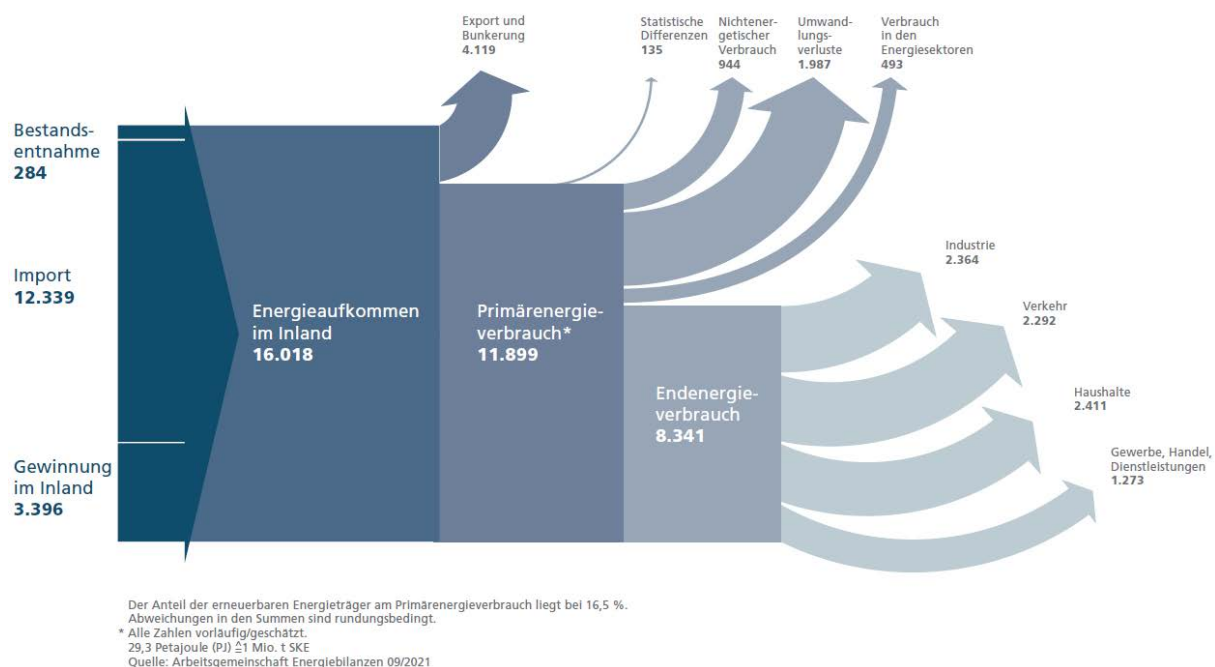 Export und
Bunkerung
4.119
Statistische
Differenzen
135
Nichtener-
getischer
Verbrauch
944
Umwand-
lungs-
verluste
1.987
Verbrauch
in den
Energiesektoren
493
Bestands-
entnahme
284
Import
12.339
Gewinnung
im Inland
3.396
Energieaufkommen
im Inland
16.018
Primärenergie-
verbrauch*
11.899
Endenergie-
verbrauch
8.341
Industrie
2.364
Verkehr
2.292
Haushalte
2.411
Gewerbe, Handel,
Dienstleistungen
1.273
Der Anteil der erneuerbaren Energieträger am Primärenergieverbrauch liegt bei 16,5 %.
Abweichungen in den Summen sind rundungsbedingt.
* Alle Zahlen vorläufig/geschätzt.
29,3 Petajoule (PJ) ≙1 Mio. t SKE
Quelle: Arbeitsgemeinschaft Energiebilanzen 09/2021